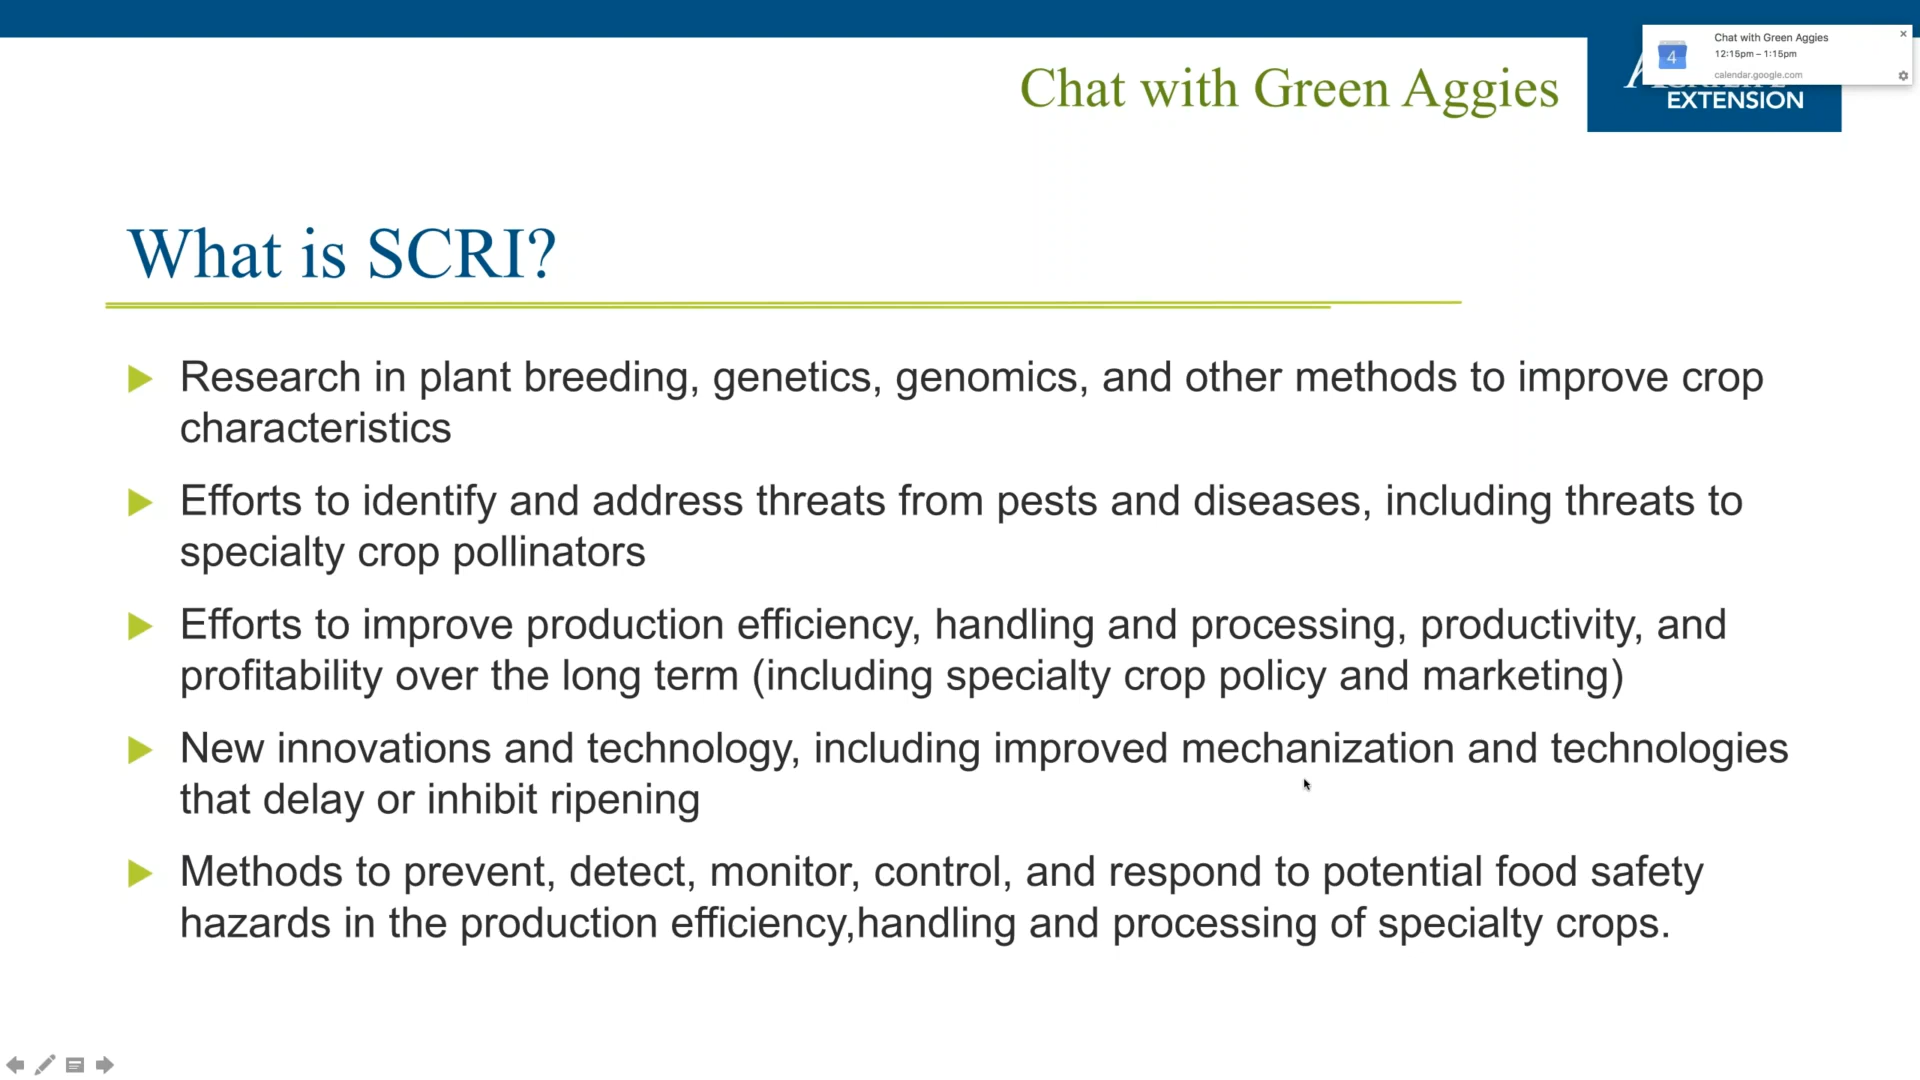 Chat with Green Aggies
12:15pm – 1:15pm
calendar.google.com
4
Chat with Green Aggies
EXTENSION
What is SCRI?
Research in plant breeding, genetics, genomics, and other methods to improve crop
characteristics
Efforts to identify and address threats from pests and diseases, including threats to
specialty crop pollinators
Efforts to improve production efficiency, handling and processing, productivity, and
profitability over the long term (including specialty crop policy and marketing)
New innovations and technology, including improved mechanization and technologies
that delay or inhibit ripening
Methods to prevent, detect, monitor, control, and respond to potential food safety
hazards in the production efficiency,handling and processing of specialty crops.